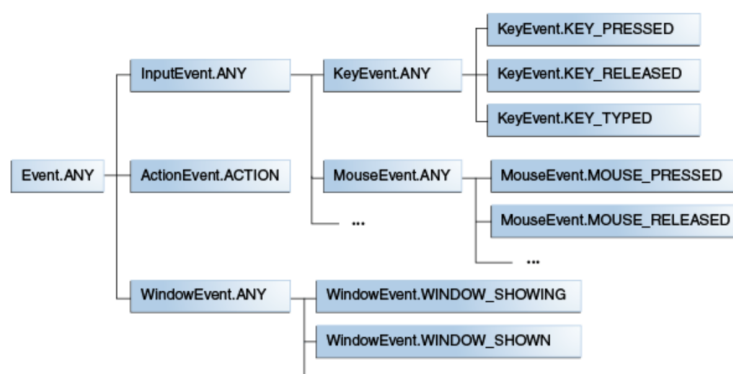 KeyEvent.KEY_PRESSED
InputEvent.ANY
KeyEvent.ANY
KeyEvent.KEY_RELEASED
KeyEvent.KEY_TYPED
Event.ANY
ActionEvent.ACTION
MouseEvent.ANY
MouseEvent.MOUSE_PRESSED
MouseEvent.MOUSE_RELEASED
...
...
WindowEvent.ANY
WindowEvent.WINDOW_SHOWING
WindowEvent.WINDOW_SHOWN